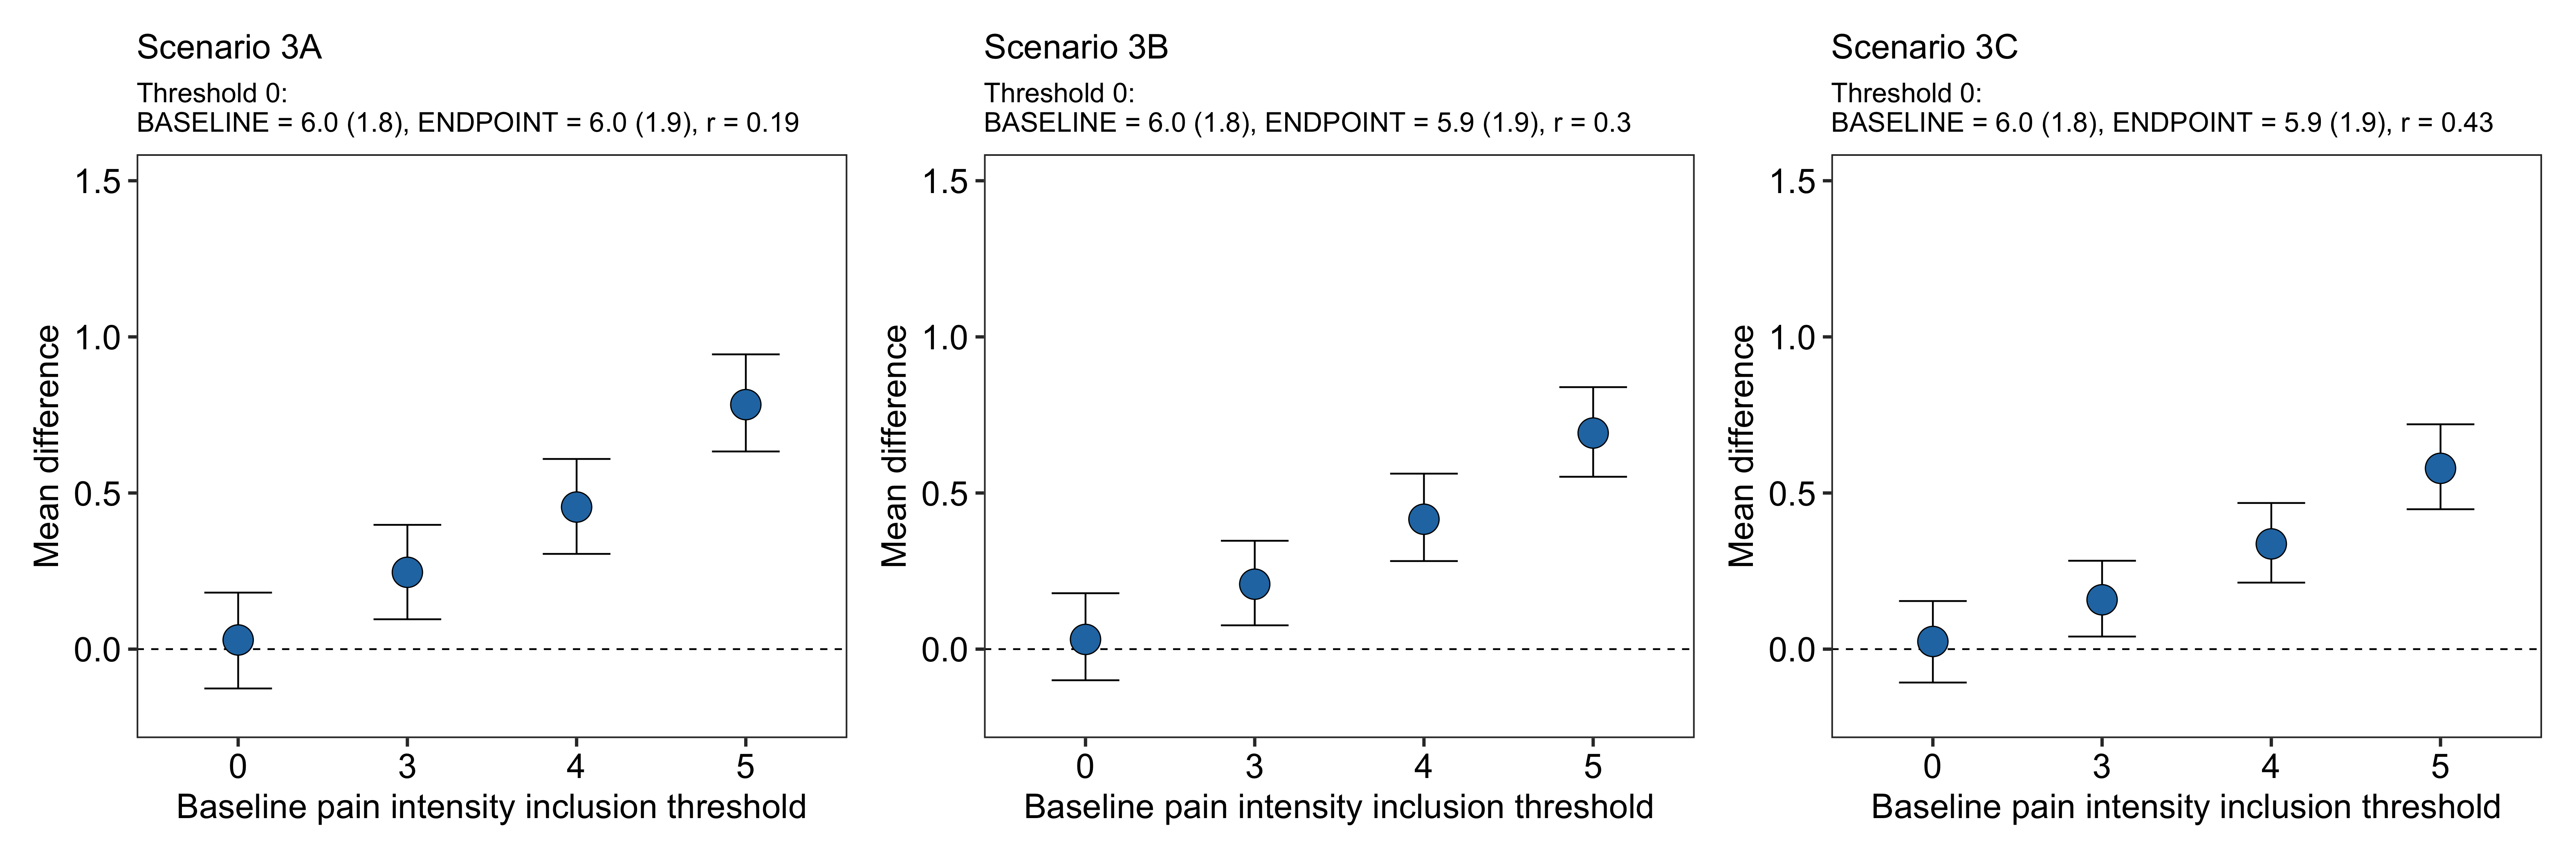 Scenario 3A
Threshold 0:
BASELINE = 6.0 (1.8), ENDPOINT = 6.0 (1.9), r = 0.19
Mean difference
1.5
1.0
0.5
0.0
0 3 4 5
Baseline pain intensity inclusion threshold
Scenario 3B
Threshold 0:
BASELINE = 6.0 (1.8), ENDPOINT = 5.9 (1.9), r = 0.3
Mean difference
1.5
1.0
0.5
0.0
0 3 4 5
Baseline pain intensity inclusion threshold
Scenario 3C
Threshold 0:
BASELINE = 6.0 (1.8), ENDPOINT = 5.9 (1.9), r = 0.43
Mean difference
1.5
1.0
0.5
0.0
0 3 4 5
Baseline pain intensity inclusion threshold